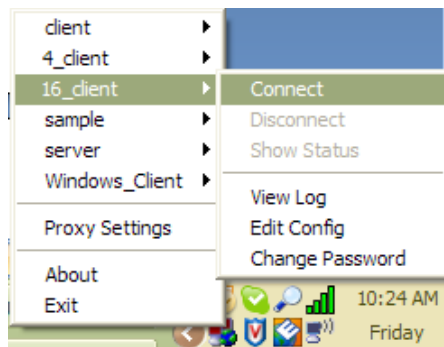 client
4_client
16_client
sample
server
Windows_Client
Proxy Settings
About
Exit
Connect
Disconnect
Show Status
View Log
Edit Config
Change Password
10:24 AM
Friday